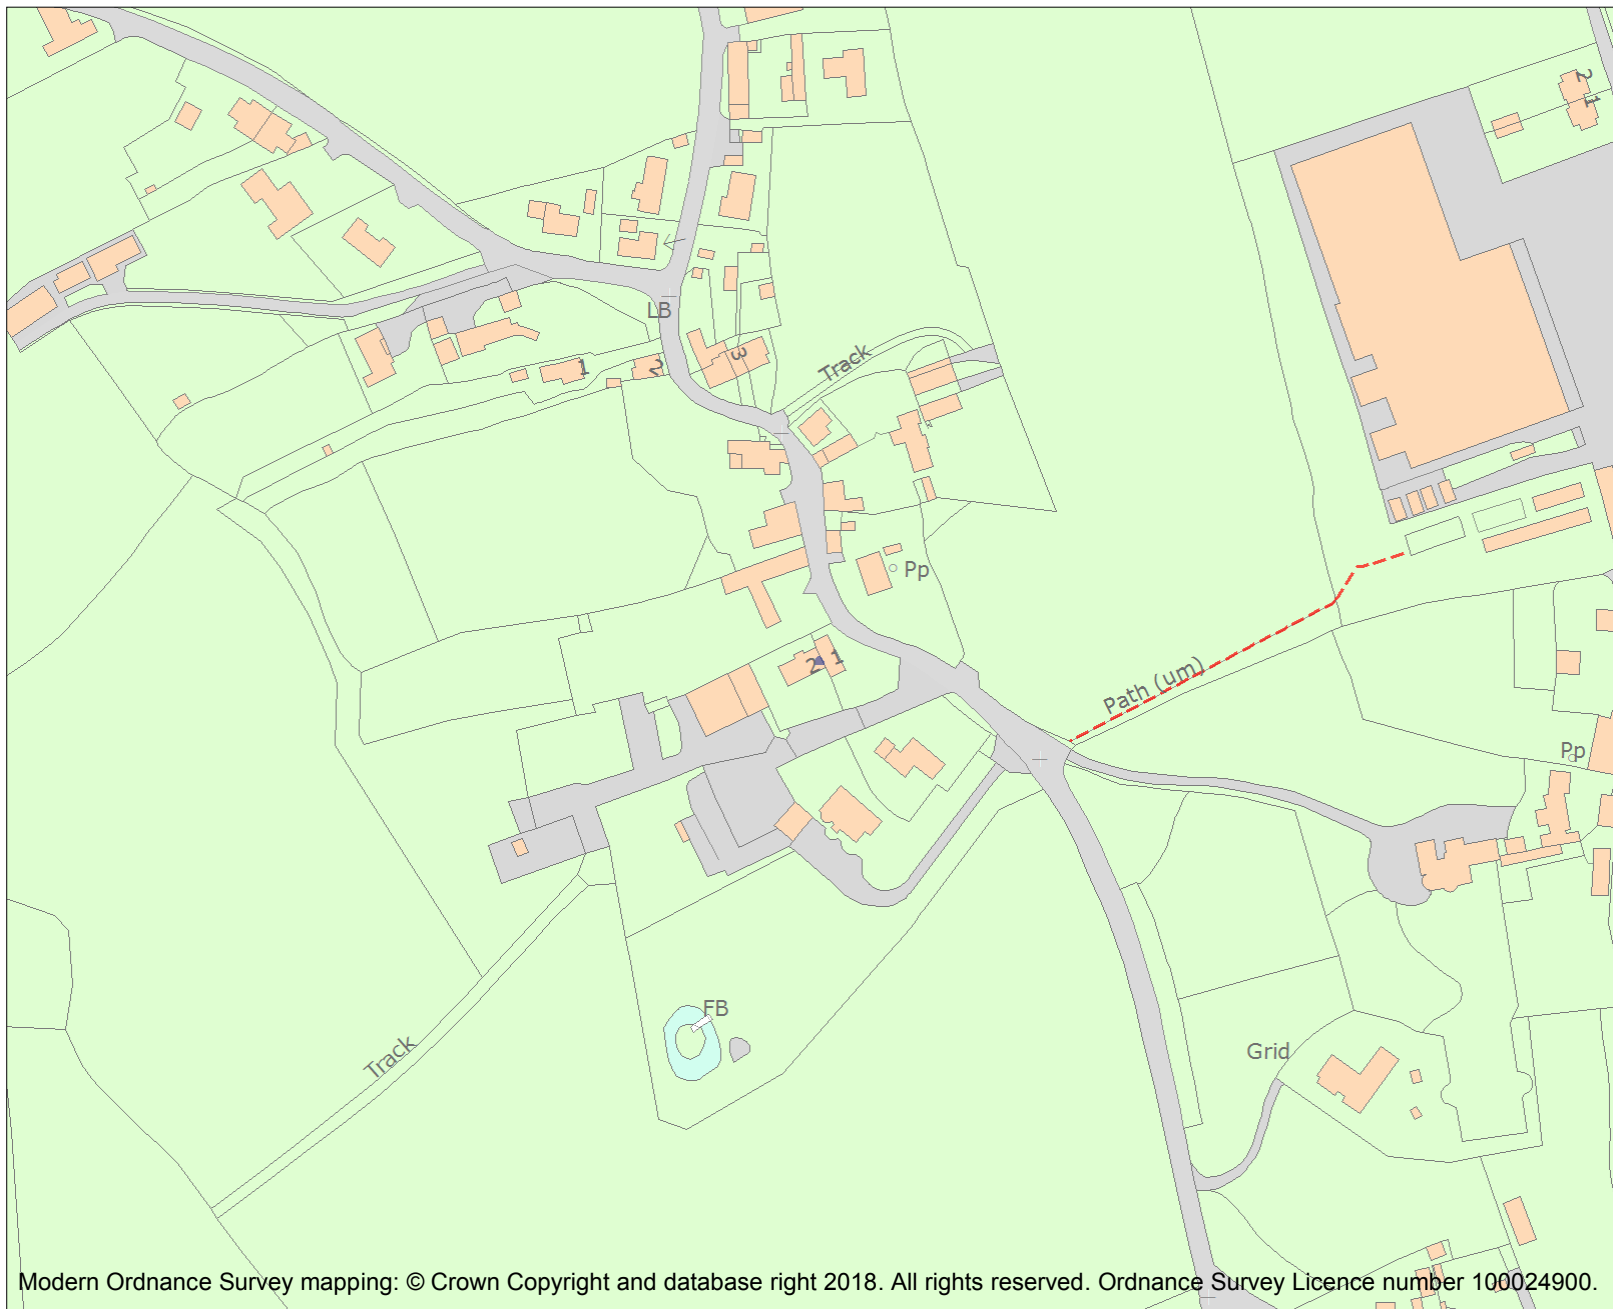 2
1
LB
3
Track
1
2
Pp
2 1
Path (um)
Pp
FB
Track
Grid
Modern Ordnance Survey mapping: © Crown Copyright and database right 2018. All rights reserved. Ordnance Survey Licence number 100024900.